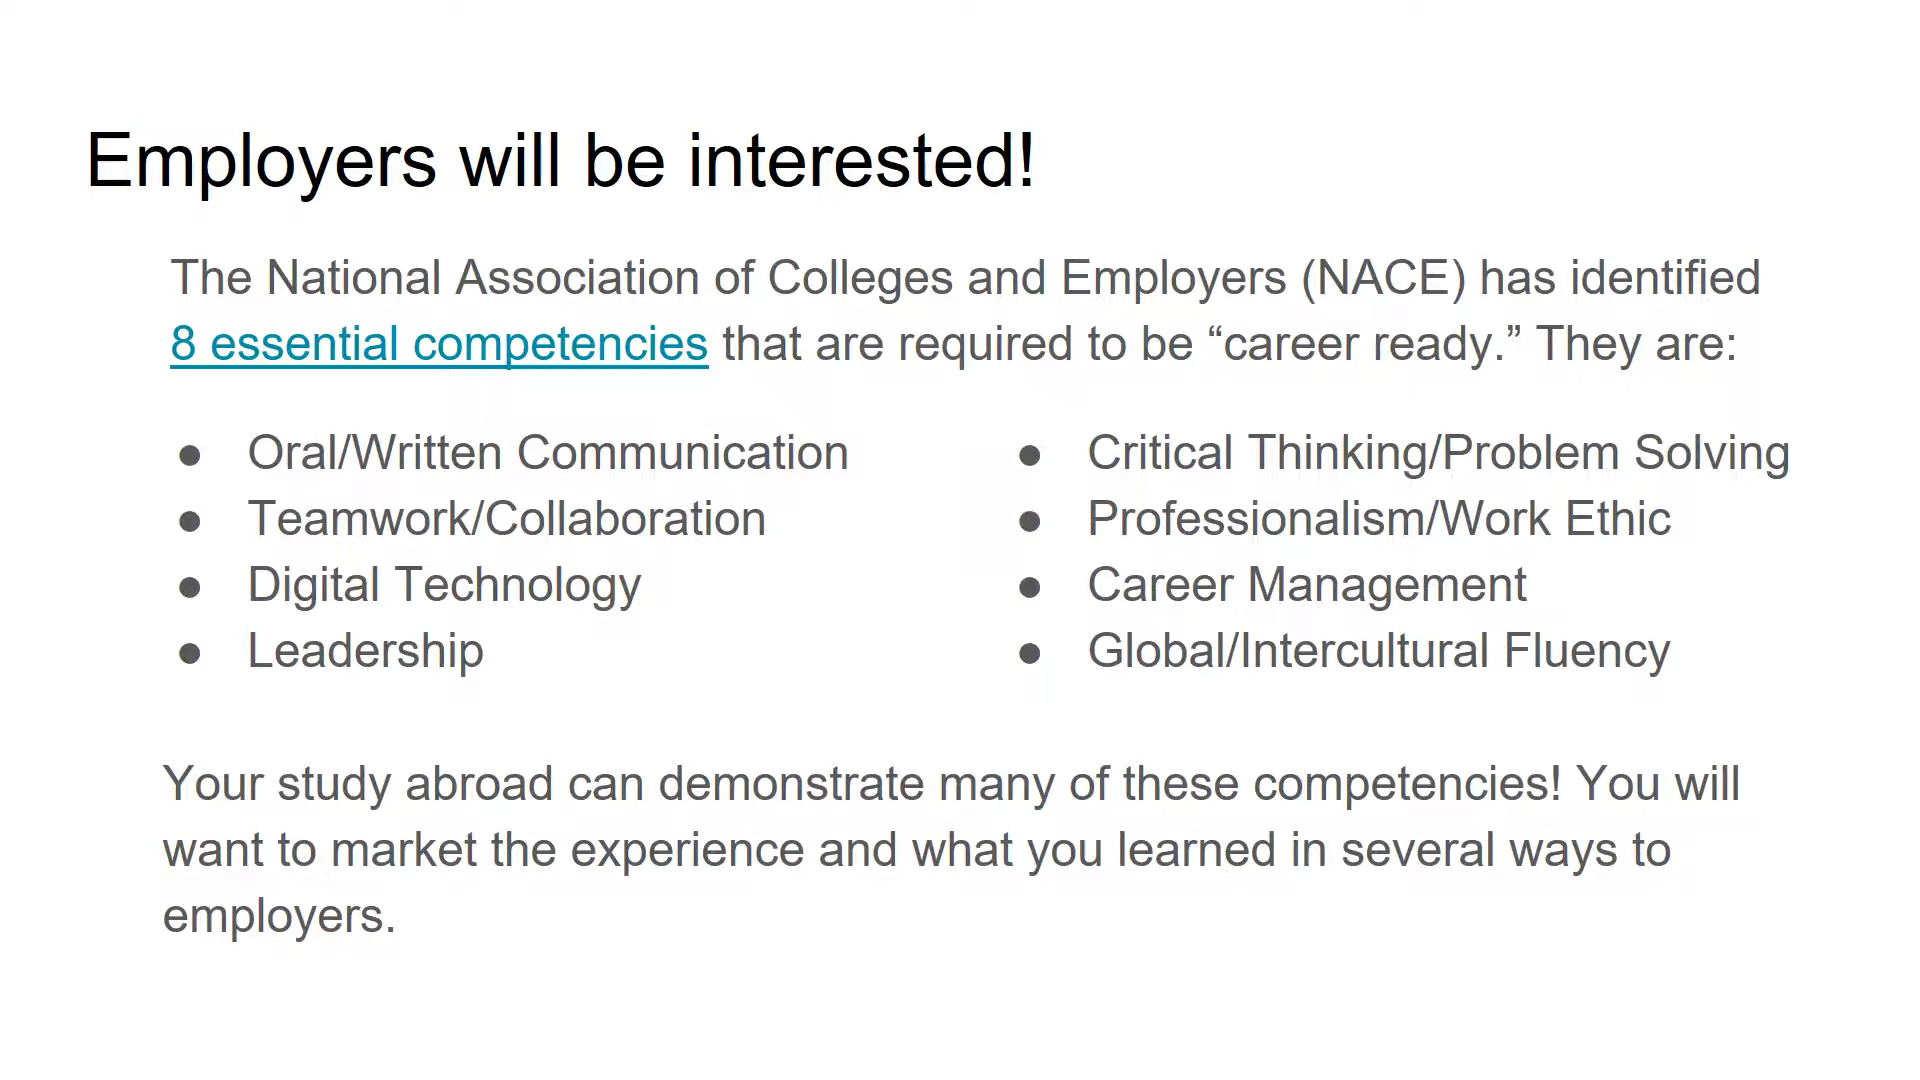 Employers will be interested!
The National Association of Colleges and Employers (NACE) has identified
8 essential competencies that are required to be “career ready.” They are:
● Oral/Written Communication
● Teamwork/Collaboration
● Digital Technology
● Leadership
● Critical Thinking/Problem Solving
● Professionalism/Work Ethic
● Career Management
● Global/Intercultural Fluency
Your study abroad can demonstrate many of these competencies! You will
want to market the experience and what you learned in several ways to
employers.